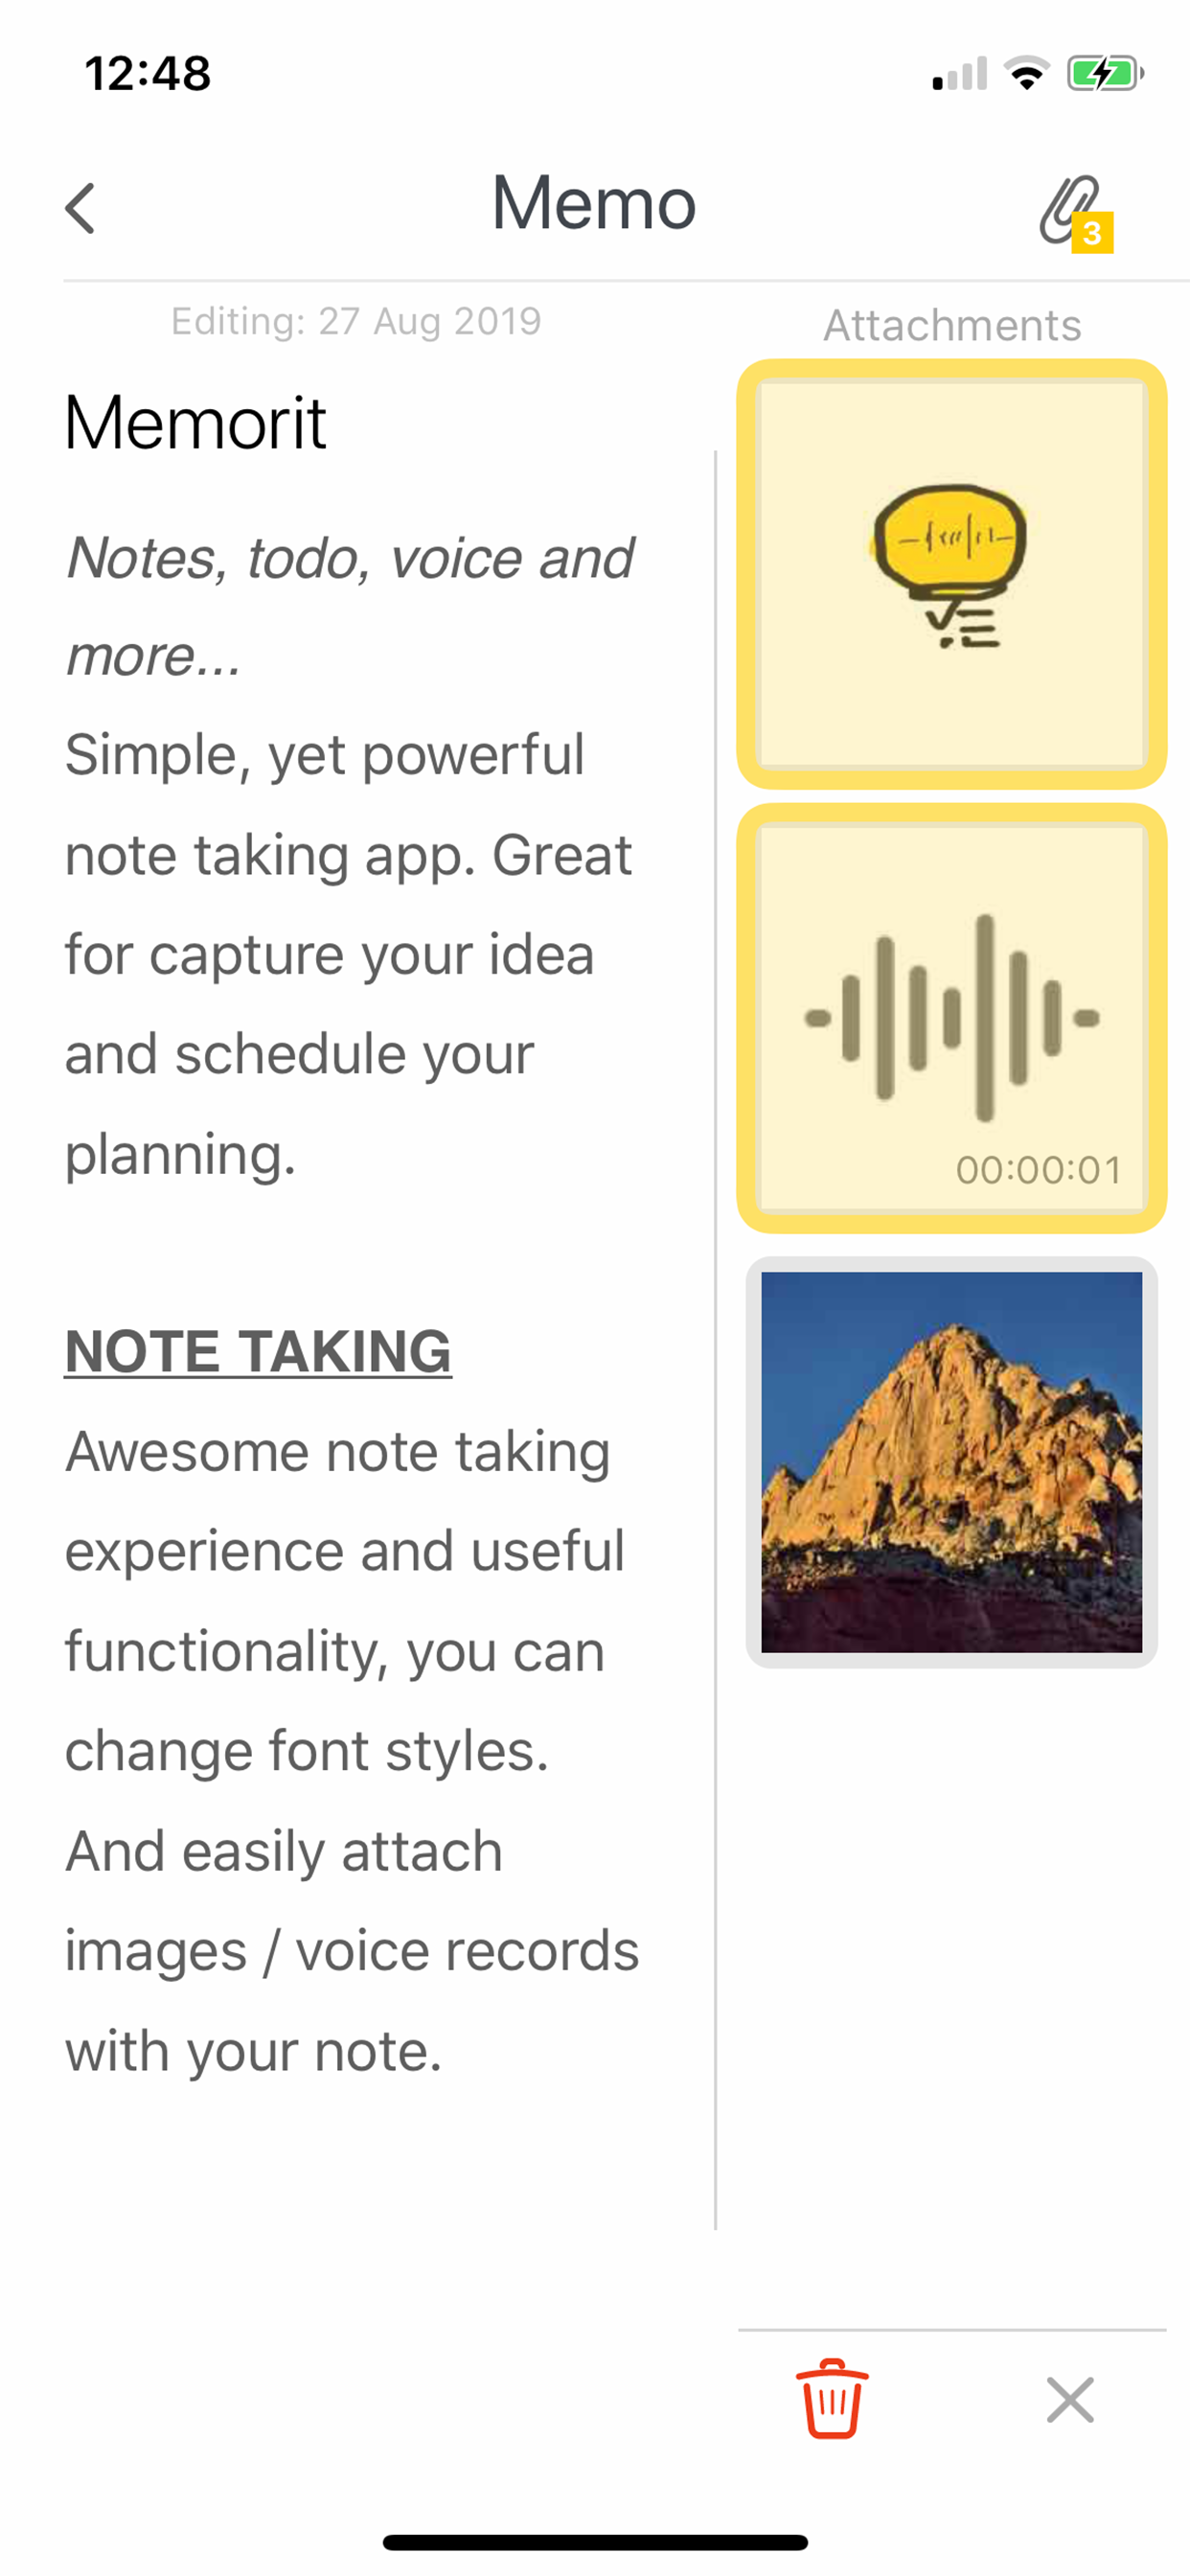 12:48
Memo
3
Editing: 27 Aug 2019
Attachments
Memorit
Notes, todo, voice and
more...
Simple, yet powerful
note taking app. Great
for capture your idea
and schedule your
planning.
00:00:01
NOTE TAKING
Awesome note taking
experience and useful
functionality, you can
change font styles.
And easily attach
images / voice records
with your note.